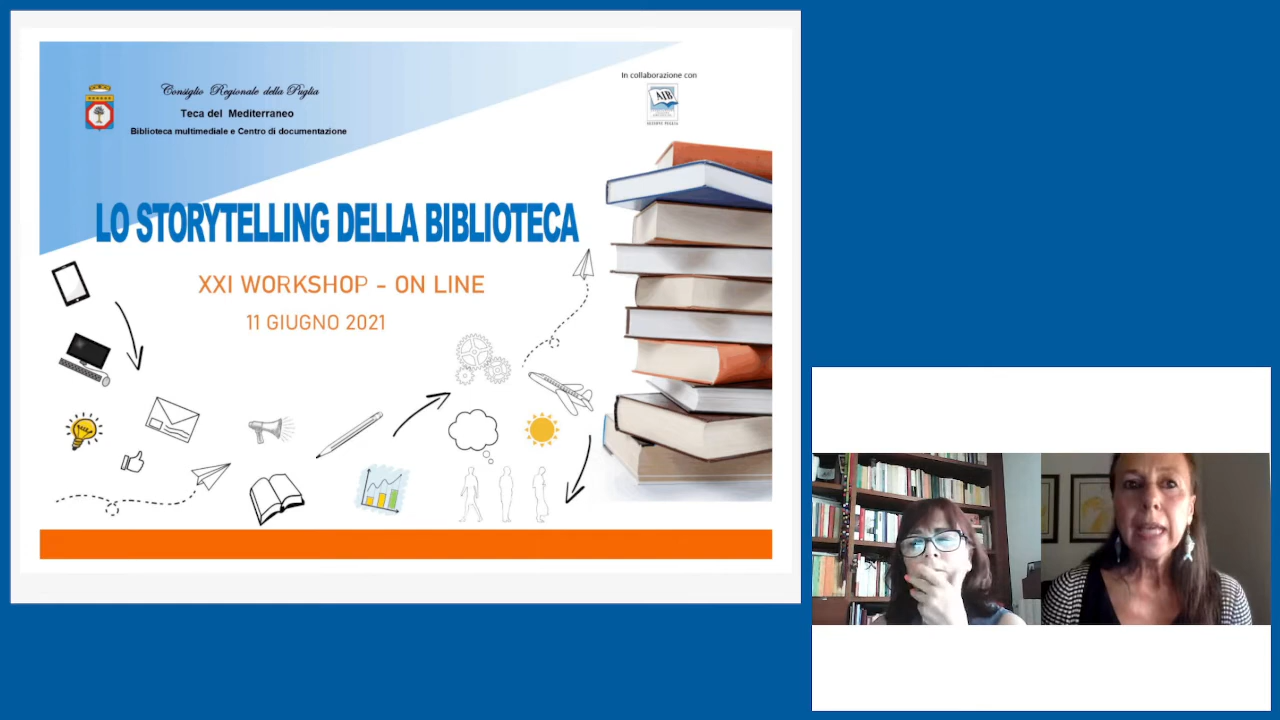 Consiglio Regionale della Puglia
Teca del Mediterraneo
Biblioteca multimediale e Centro di documentazione
In collaborazione con
AIB
LO STORYTELLING DELLA BIBLIOTECA
XXI WORKSHOP - ON LINE
11 GIUGNO 2021